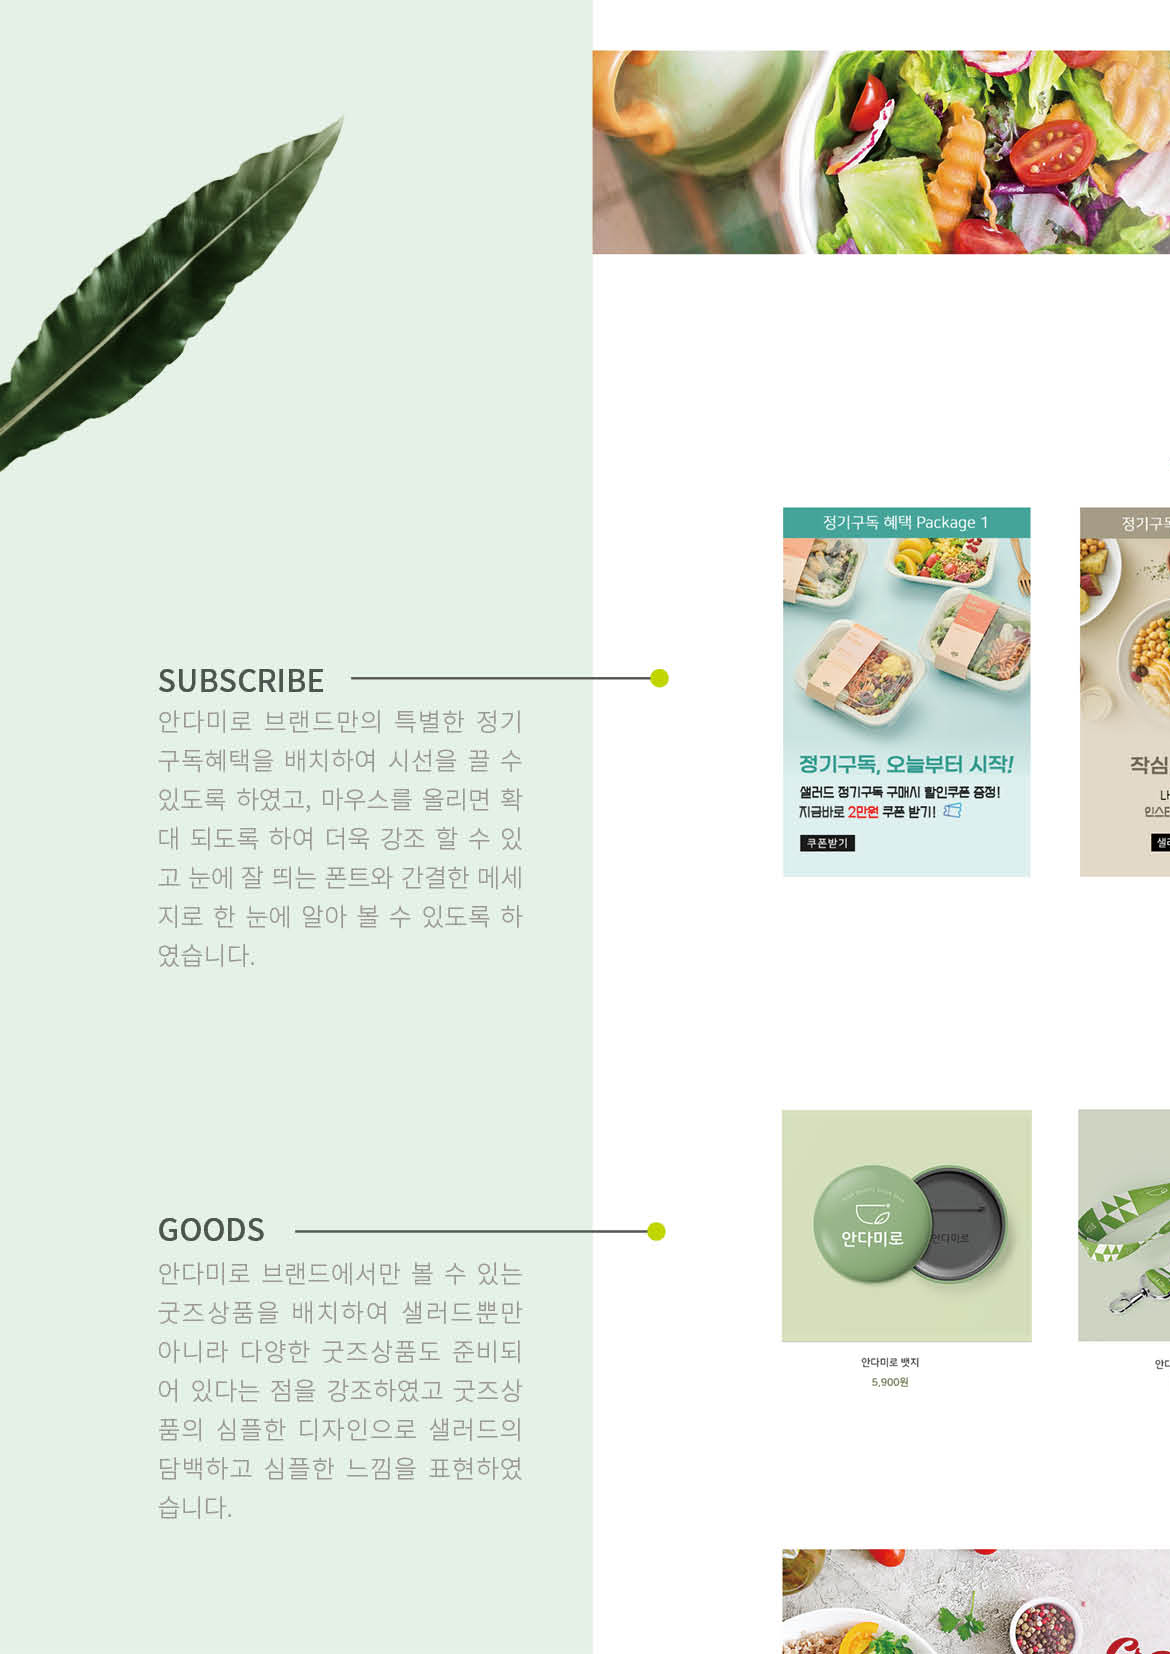 정기구독 혜택 Package 1
정기구독
정기구독, 오늘부터 시작!
샐러드 정기구독 구매시 할인쿠폰 증정!
지금바로 2만원 쿠폰 받기!
쿠폰받기
작심
SUBSCRIBE
안다미로 브랜드만의 특별한 정기
구독혜택을 배치하여 시선을 끌 수
있도록 하였고, 마우스를 올리면 확
대 되도록 하여 더욱 강조 할 수 있
고 눈에 잘 띄는 폰트와 간결한 메세
지로 한 눈에 알아 볼 수 있도록 하
였습니다.
GOODS
안다미로 브랜드에서만 볼 수 있는
굿즈상품을 배치하여 샐러드뿐만
아니라 다양한 굿즈상품도 준비되
어 있다는 점을 강조하였고 굿즈상
품의 심플한 디자인으로 샐러드의
담백하고 심플한 느낌을 표현하였
습니다.
안다미로
안다미로
안다미로 뱃지
5,900원